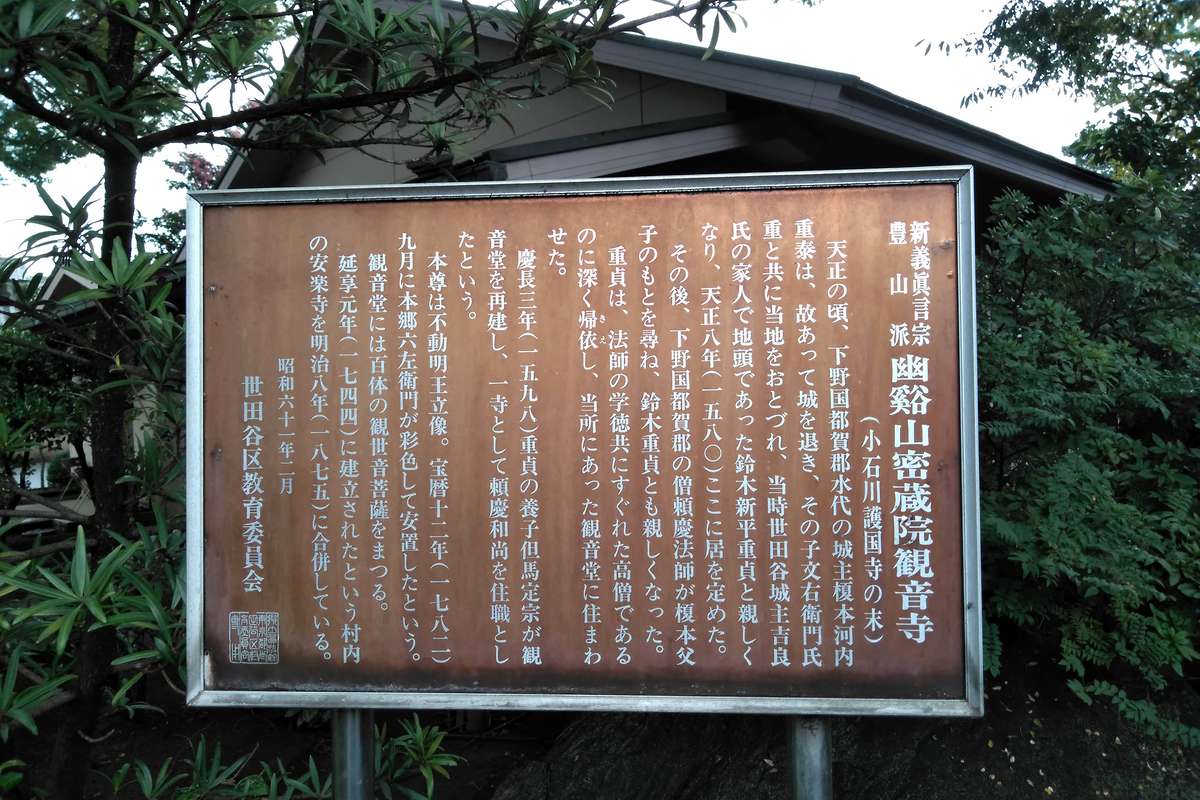 新義眞言宗
豊山派
幽谿山密蔵院観音寺
(小石川護国寺の末)
天正の頃、下野国都賀郡水代の城主榎本河内
重泰は、故あって城を退き、その子文右衛門氏
重と共に当地をおとづれ、当時世田谷城主吉良
氏の家人で地頭であった鈴木新平重貞と親しく
なり、天正八年(一五八〇)ここに居を定めた。
その後、下野国都賀郡の僧頼慶法師が榎本父
子のもとを尋ね、鈴木重貞とも親しくなった。
重貞は、法師の学徳共にすぐれた高僧である
のに深く帰依し、当所にあった観音堂に住まわ
きえ
せた。
慶長三年(一五九八)重貞の養子但馬定宗が観
音堂を再建し、一寺として頼慶和尚を住職とし
たという。
本尊は不動明王立像。宝暦十二年(一七八二)
九月に本郷六左衛門が彩色して安置したという。
観音堂には百体の観世音菩薩をまつる。
延享元年(一七四四)に建立されたという村内
の安楽寺を明治八年(一八七五)に合併している。
昭和六十一年二月
世田谷区教育委員会